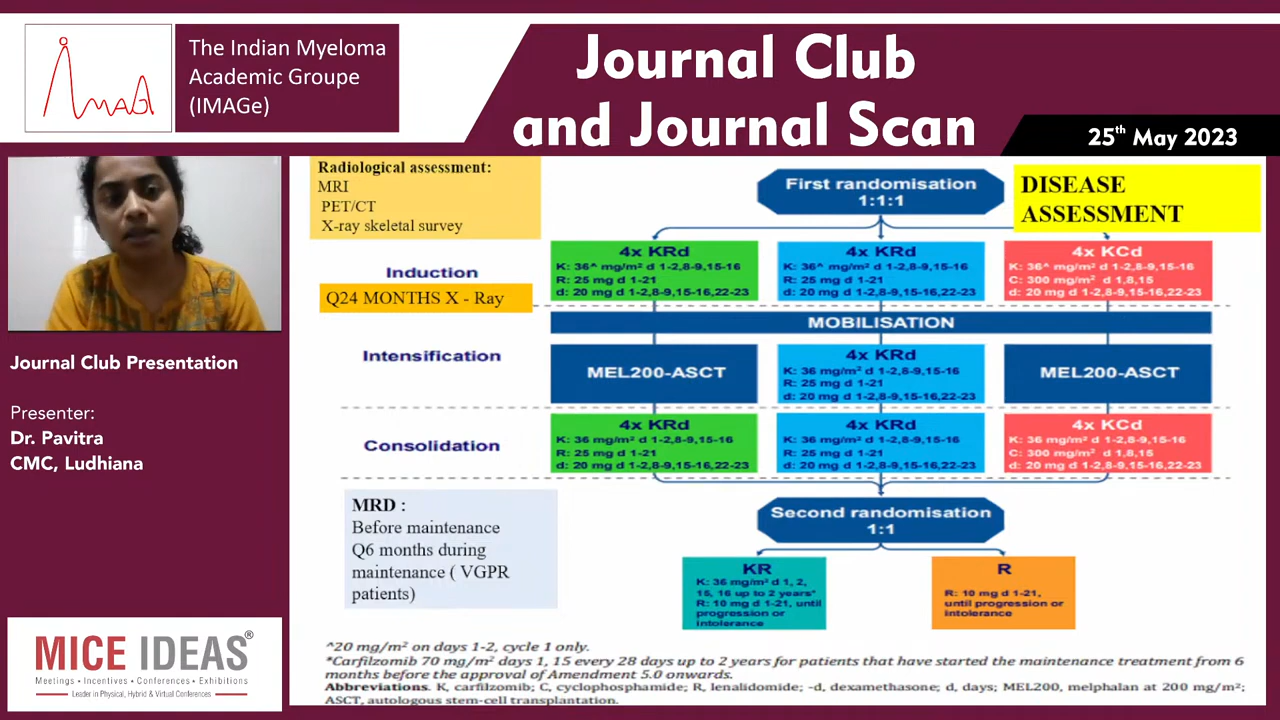 ImAG
The Indian Myeloma
Academic Groupe
(IMAGe)
Journal Club
and Journal Scan
25th May 2023
Journal Club Presentation
Presenter:
Dr. Pavitra
CMC, Ludhiana
MICE IDEAS®
Meetings • Incentives • Conferences • Exhibitions
Leader in Physical, Hybrid & Virtual Conferences
Radiological assessment:
MRI
PET/CT
X-ray skeletal survey
First randomisation
1:1:1
DISEASE
ASSESSMENT
Induction
Q24 MONTHS X - Ray
4x KRd
K: 36^ mg/m² d 1-2,8-9,15-16
R: 25 mg d 1-21
d: 20 mg d 1-2,8-9,15-16,22-23
4x KRd
K: 36^ mg/m² d 1-2,8-9,15-16
R: 25 mg d 1-21
d: 20 mg d 1-2,8-9,15-16,22-23
4x KCd
K: 36^ mg/m² d 1-2,8-9,15-16
C: 300 mg/m² d 1,8,15
d: 20 mg d 1-2,8-9,15-16,22-23
MOBILISATION
Intensification
MEL200-ASCT
4x KRd
K: 36 mg/m² d 1-2,8-9,15-16
R: 25 mg d 1-21
d: 20 mg d 1-2,8-9,15-16,22-23
MEL200-ASCT
Consolidation
4x KRd
K: 36 mg/m² d 1-2,8-9,15-16
R: 25 mg d 1-21
d: 20 mg d 1-2,8-9,15-16,22-23
4x KRd
K: 36 mg/m² d 1-2,8-9,15-16
R: 25 mg d 1-21
d: 20 mg d 1-2,8-9,15-16,22-23
4x KCd
K: 36 mg/m² d 1-2,8-9,15-16
C: 300 mg/m² d 1,8,15
d: 20 mg d 1-2,8-9,15-16,22-23
MRD :
Before maintenance
Q6 months during
maintenance ( VGPR
patients)
Second randomisation
1:1
KR
K: 36 mg/m² d 1, 2,
15, 16 up to 2 years*
R: 10 mg d 1-21, until
progression or
intolerance
R
R: 10 mg d 1-21,
until progression or
intolerance
^20 mg/m² on days 1-2, cycle 1 only.
*Carfilzomib 70 mg/m² days 1, 15 every 28 days up to 2 years for patients that have started the maintenance treatment from 6
months before the approval of Amendment 5.0 onwards.
Abbreviations. K, carfilzomib; C, cyclophosphamide; R, lenalidomide; -d, dexamethasone; d, days; MEL200, melphalan at 200 mg/m²;
ASCT, autologous stem-cell transplantation.